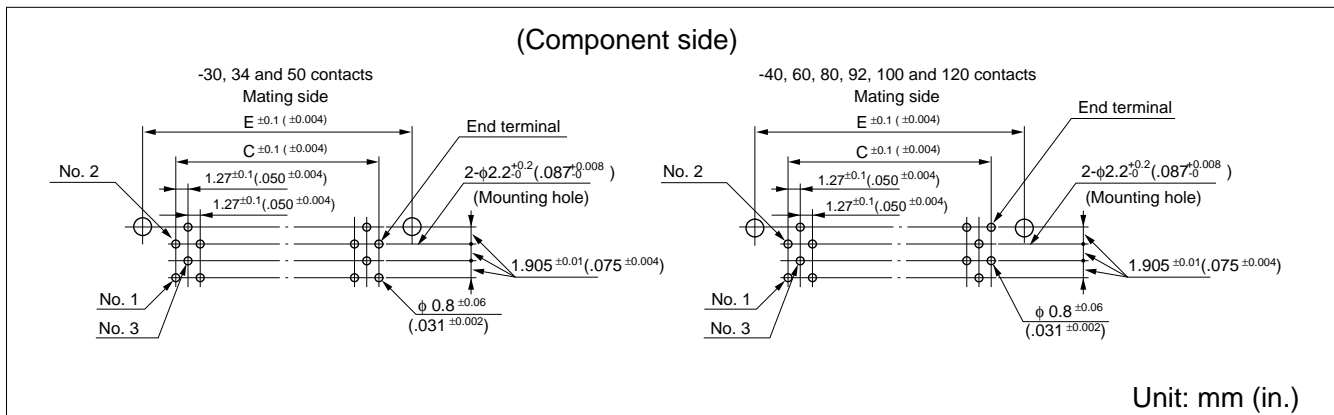 (Component side)
-30, 34 and 50 contacts
Mating side
E ±0.1 (±0.004)
C ±0.1 (±0.004)
End terminal
No. 2
1.27±0.1(.050±0.004)
1.27±0.1(.050±0.004)
2-ϕ2.2+0.2 -0 (.087+0.008 -0)
(Mounting hole)
1.905±0.01(.075±0.004)
No. 1
No. 3
ϕ 0.8±0.06
(.031±0.002)
-40, 60, 80, 92, 100 and 120 contacts
Mating side
E ±0.1 (±0.004)
C ±0.1 (±0.004)
End terminal
No. 2
1.27±0.1(.050±0.004)
1.27±0.1(.050±0.004)
2-ϕ2.2+0.2 -0 (.087+0.008 -0)
(Mounting hole)
1.905±0.01(.075±0.004)
No. 1
No. 3
ϕ 0.8±0.06
(.031±0.002)
Unit: mm (in.)